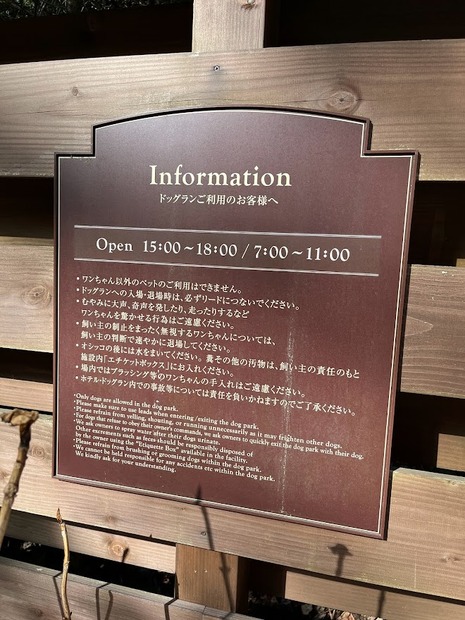 Information
ドッグランご利用のお客様へ
Open 15:00～18:00 / 7:00～11:00
・ワンちゃん以外のペットのご利用はできません。
・ドッグランへの入場・退場時は、必ずリードにつないでください。
・むやみに大声、奇声を発したり、走ったりするなど
ワンちゃんを驚かせる行為はご遠慮ください。
・飼い主の制止をまったく無視するワンちゃんについては、
飼い主の判断で速やかに退場してください。
・オシッコの後には水をまいてください。糞その他の汚物は、飼い主の責任のもと
施設内「エチケットボックス」にお入れください。
・場内ではブラッシング等のワンちゃんの手入れはご遠慮ください。
・ホテル・ドッグラン内での事故等については責任を負いかねますのでご了承ください。
・Only dogs are allowed in the dog park.
・Please make sure to use leads when entering/exiting the dog park.
・Please refrain from yelling, shouting, or running unnecessarily as it may frighten other dogs.
・For dogs that refuse to obey their owner's commands, we ask owners to quickly exit the dog park with their dog.
・We ask owners to spray water after their dogs urinate.
Other excrements such as feces should be responsibly disposed of
by the owner using the "Etiquette Box" available in the facility.
・Please refrain from brushing or grooming dogs within the dog park.
・We cannot be held responsible for any accidents etc within the dog park.
We kindly ask for your understanding.